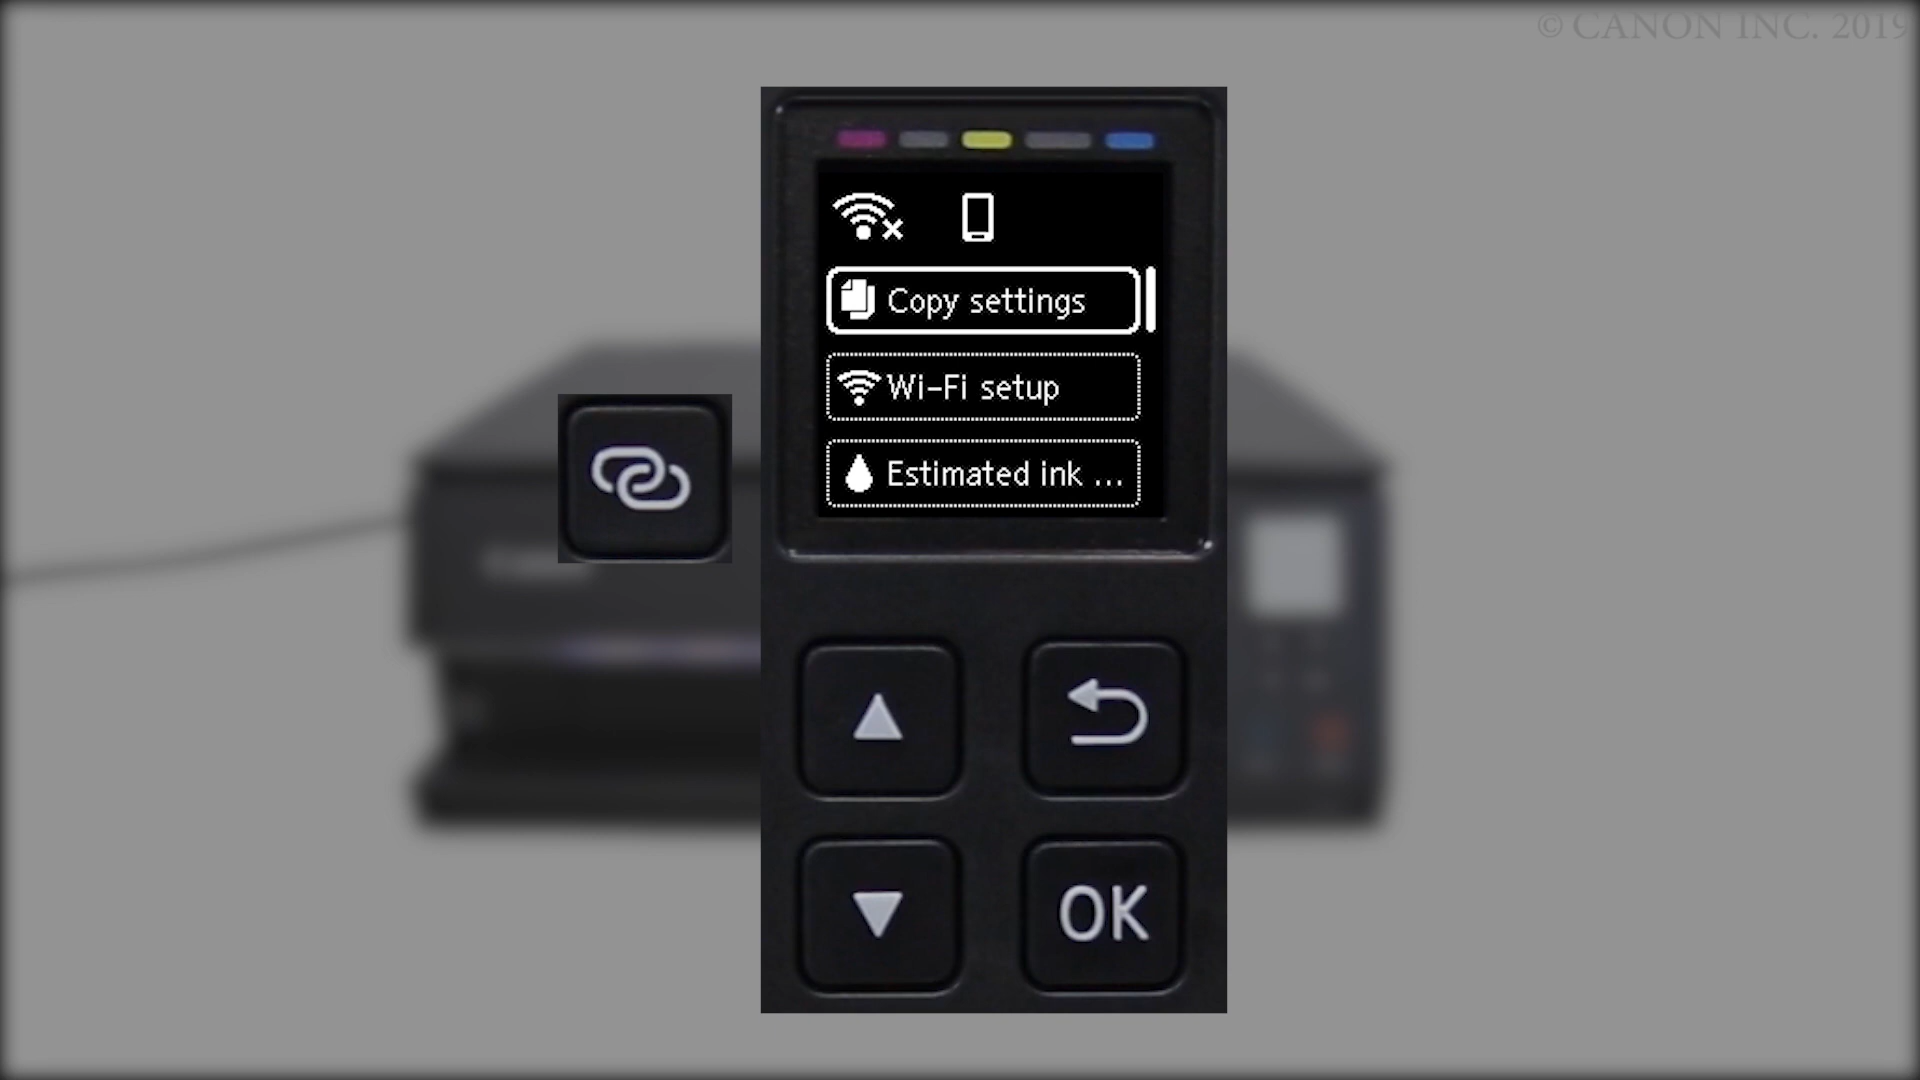 © CANON INC. 2019
Copy settings
Wi-Fi setup
Estimated ink ...
OK